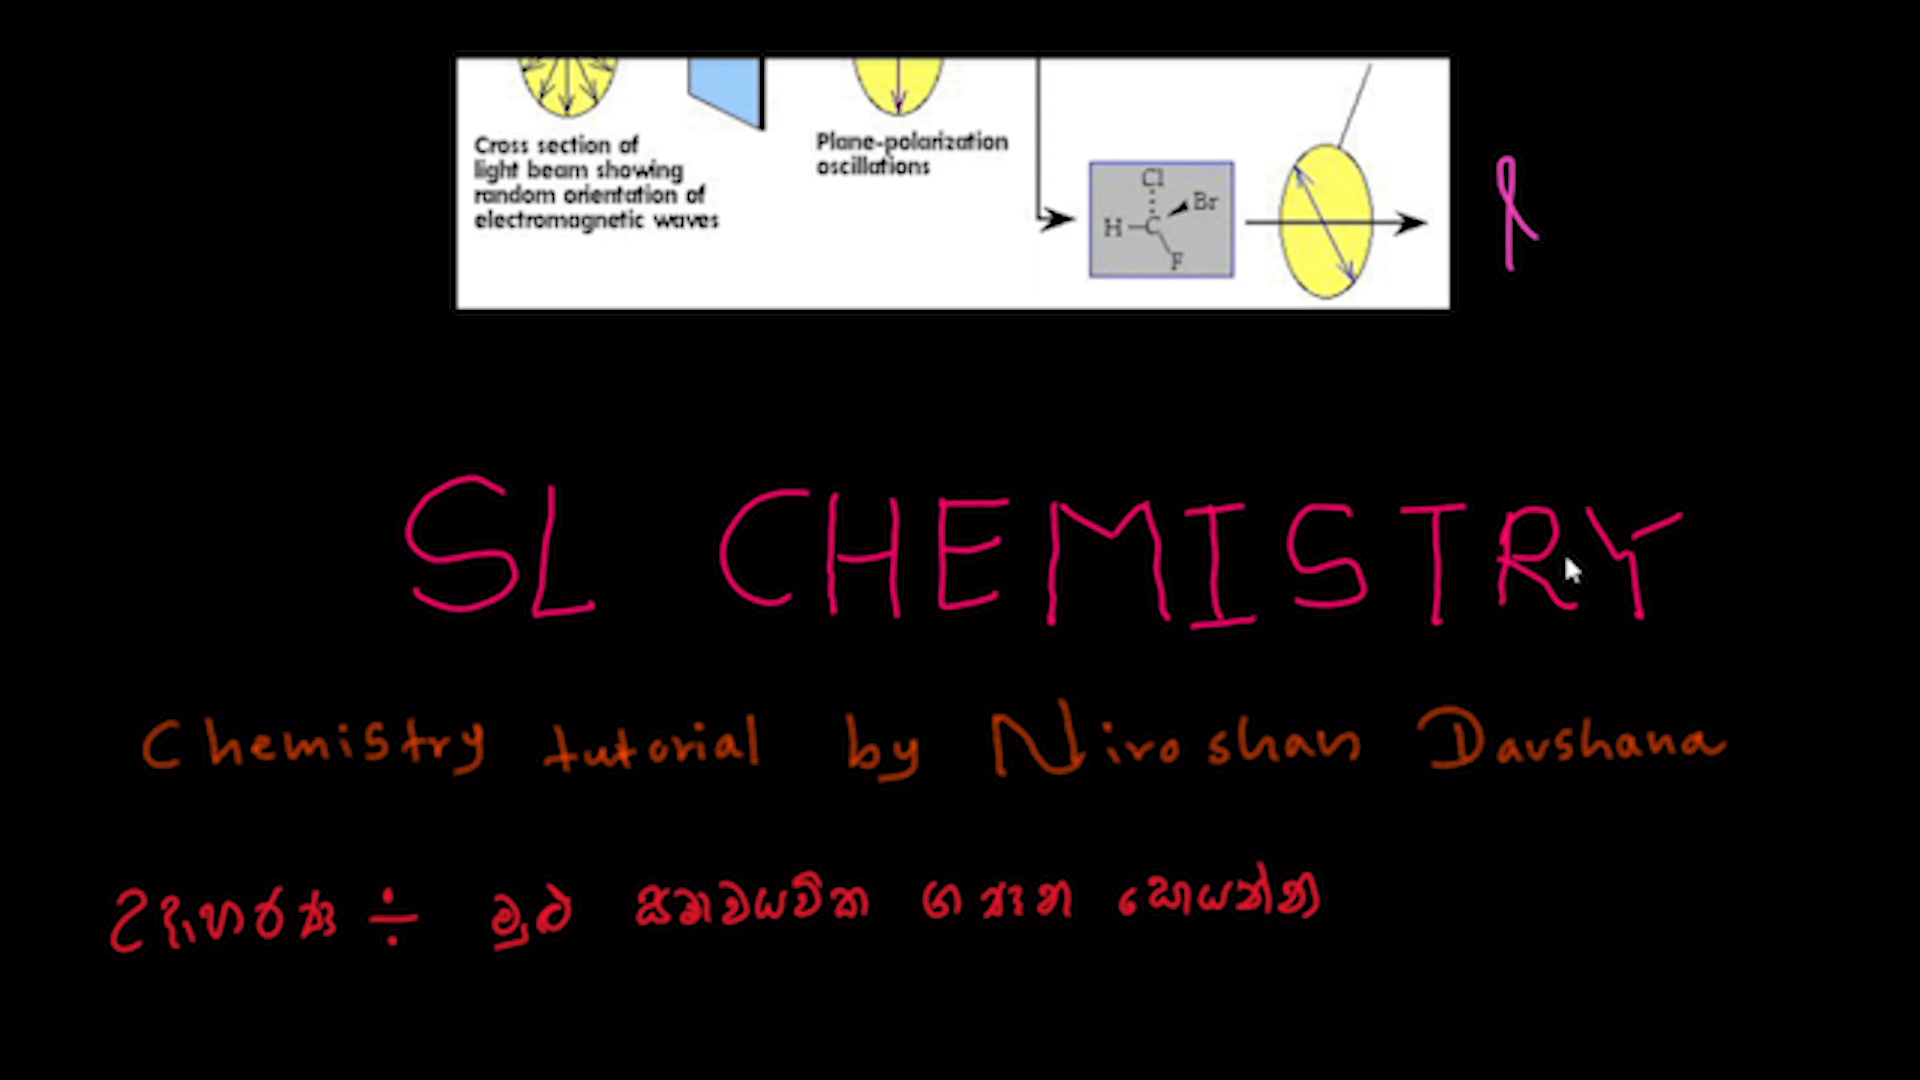 Cross section of
light beam showing
random orientation of
electromagnetic waves
Plane-polarization
oscillations
Cl
Br
H
C
F
SL CHEMISTRY
Chemistry tutorial by Niroshan Darshana
උදාහරණ ÷ මුල සමාවයවික ගණන සොයන්න